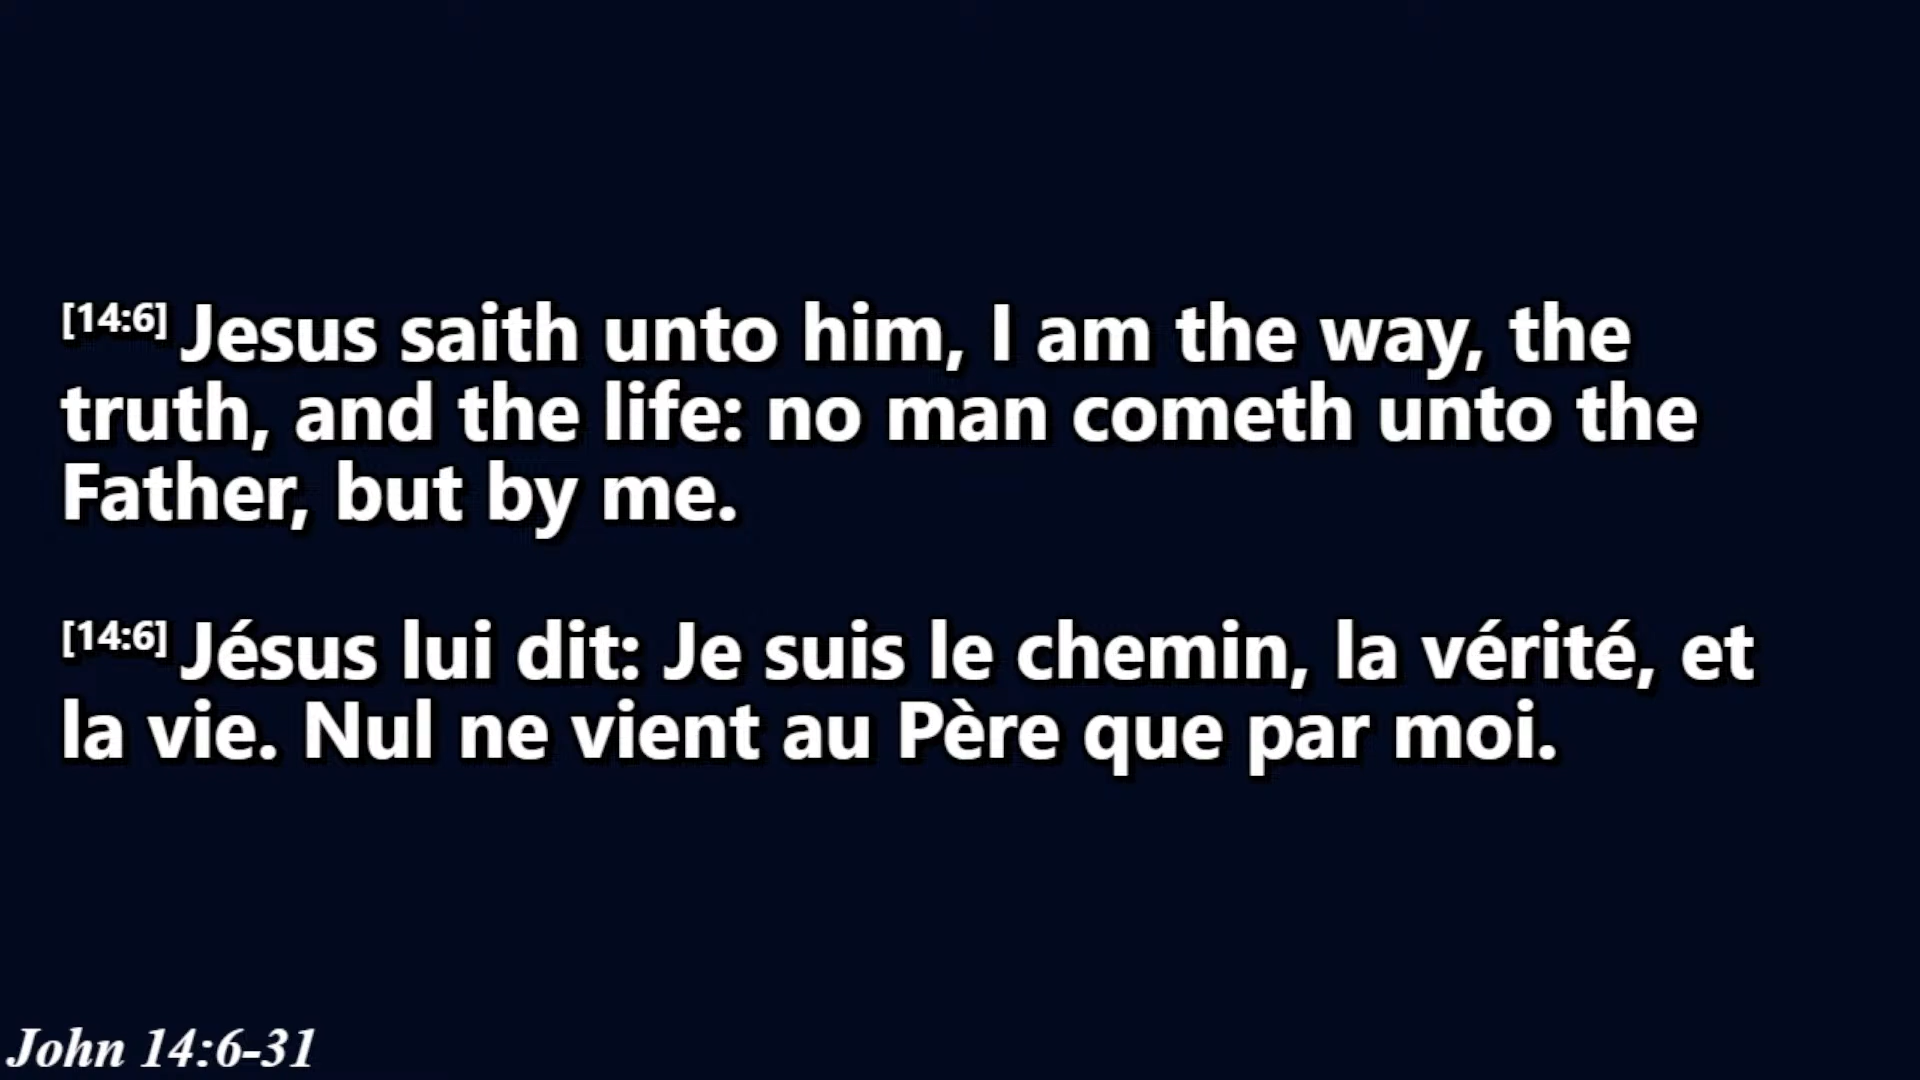 [14:6] Jesus saith unto him, I am the way, the
truth, and the life: no man cometh unto the
Father, but by me.
[14:6] Jésus lui dit: Je suis le chemin, la vérité, et
la vie. Nul ne vient au Père que par moi.
John 14:6-31